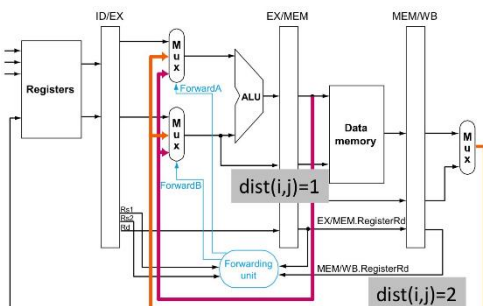 ID/EX
EX/MEM
MEM/WB
Registers
Mux
ForwardA
ALU
Mux
ForwardB
Data
memory
Mux
dist(i,j)=1
Rs1
Rs2
Rd
EX/MEM.RegisterRd
Forwarding
unit
MEM/WB.RegisterRd
dist(i,j)=2